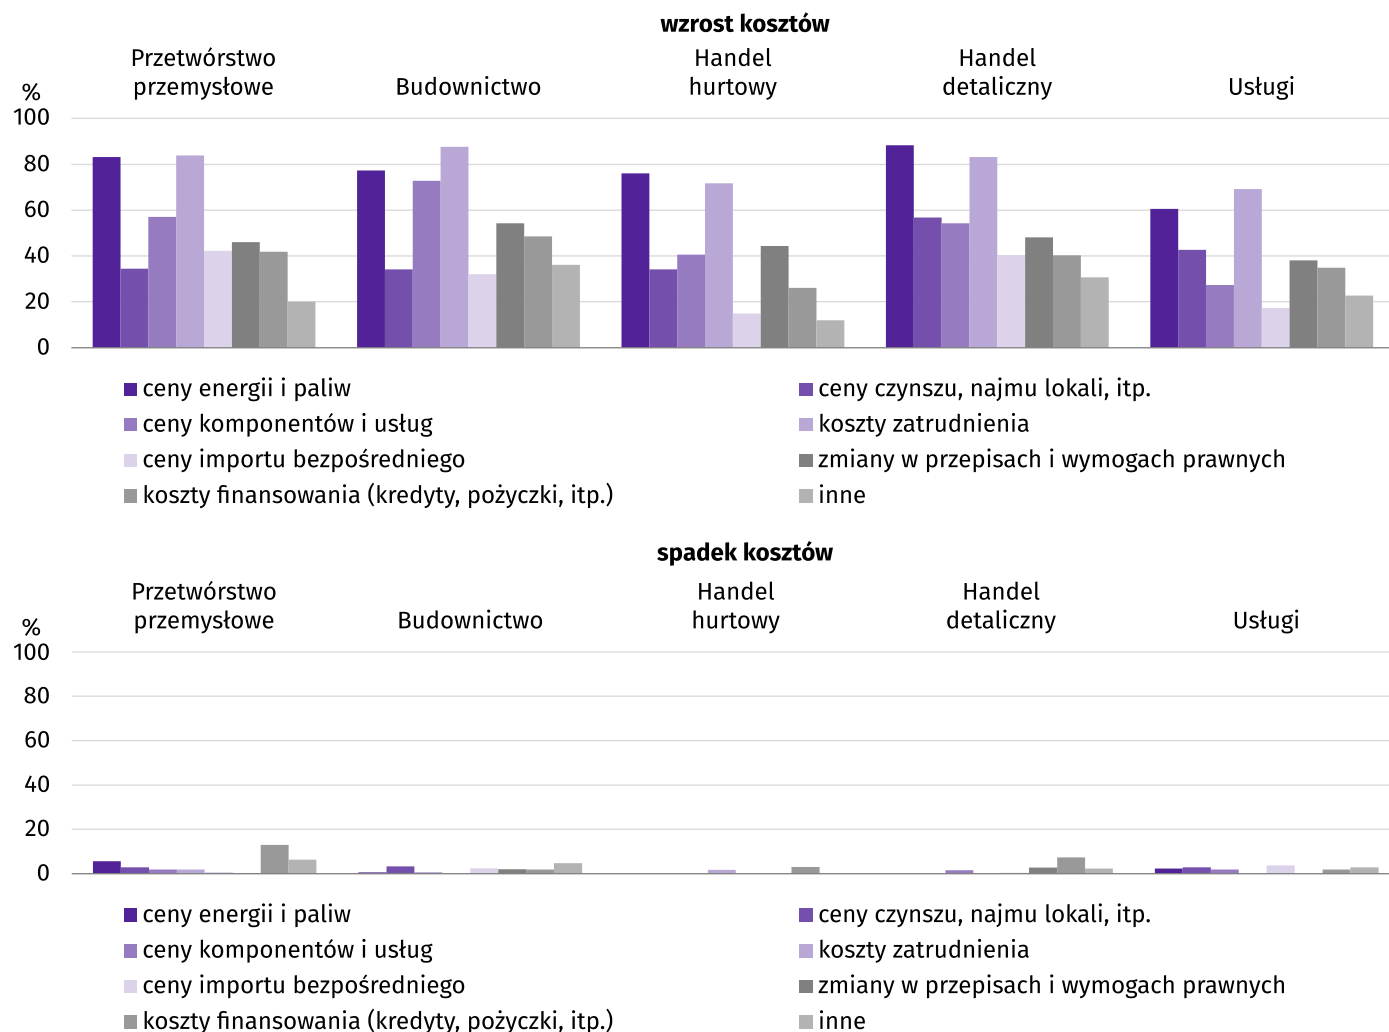 wzrost kosztów
Przetwórstwo
przemysłowe
Budownictwo
Handel
hurtowy
Handel
detaliczny
Usługi
%
100
80
60
40
20
0
ceny energii i paliw
ceny czynszu, najmu lokali, itp.
ceny komponentów i usług
koszty zatrudnienia
ceny importu bezpośredniego
zmiany w przepisach i wymogach prawnych
koszty finansowania (kredyty, pożyczki, itp.)
inne
spadek kosztów
Przetwórstwo
przemysłowe
Budownictwo
Handel
hurtowy
Handel
detaliczny
Usługi
%
100
80
60
40
20
0
ceny energii i paliw
ceny czynszu, najmu lokali, itp.
ceny komponentów i usług
koszty zatrudnienia
ceny importu bezpośredniego
zmiany w przepisach i wymogach prawnych
koszty finansowania (kredyty, pożyczki, itp.)
inne